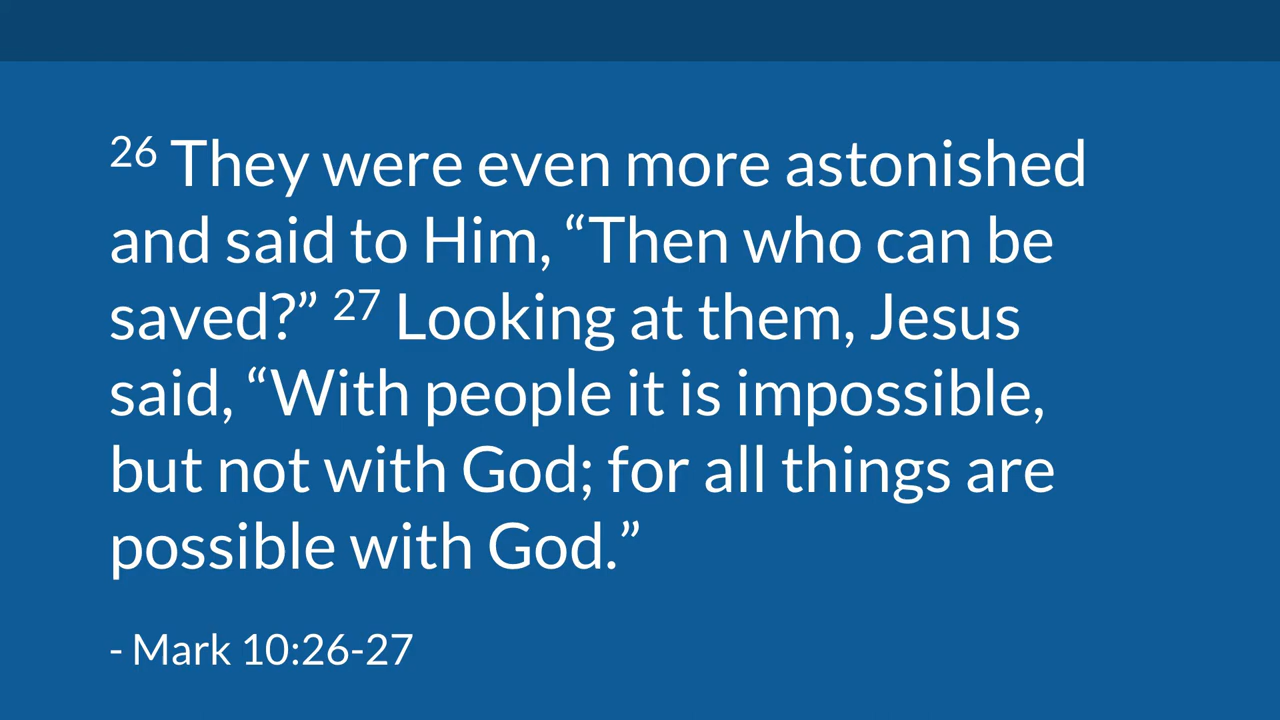 26 They were even more astonished
and said to Him, “Then who can be
saved?” 27 Looking at them, Jesus
said, “With people it is impossible,
but not with God; for all things are
possible with God.”
- Mark 10:26-27